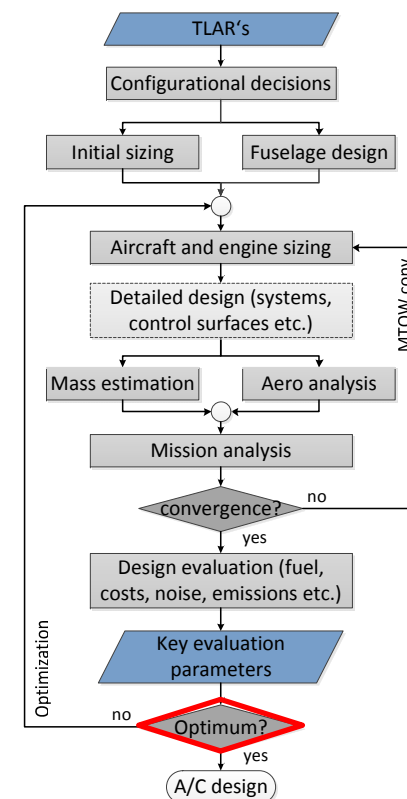 TLAR‘s
Configurational decisions
Initial sizing
Fuselage design
Aircraft and engine sizing
MTOW copy
Detailed design (systems,
control surfaces etc.)
Mass estimation
Aero analysis
Mission analysis
convergence?
no
yes
Design evaluation (fuel,
costs, noise, emissions etc.)
Optimization
Key evaluation
parameters
no
Optimum?
yes
A/C design